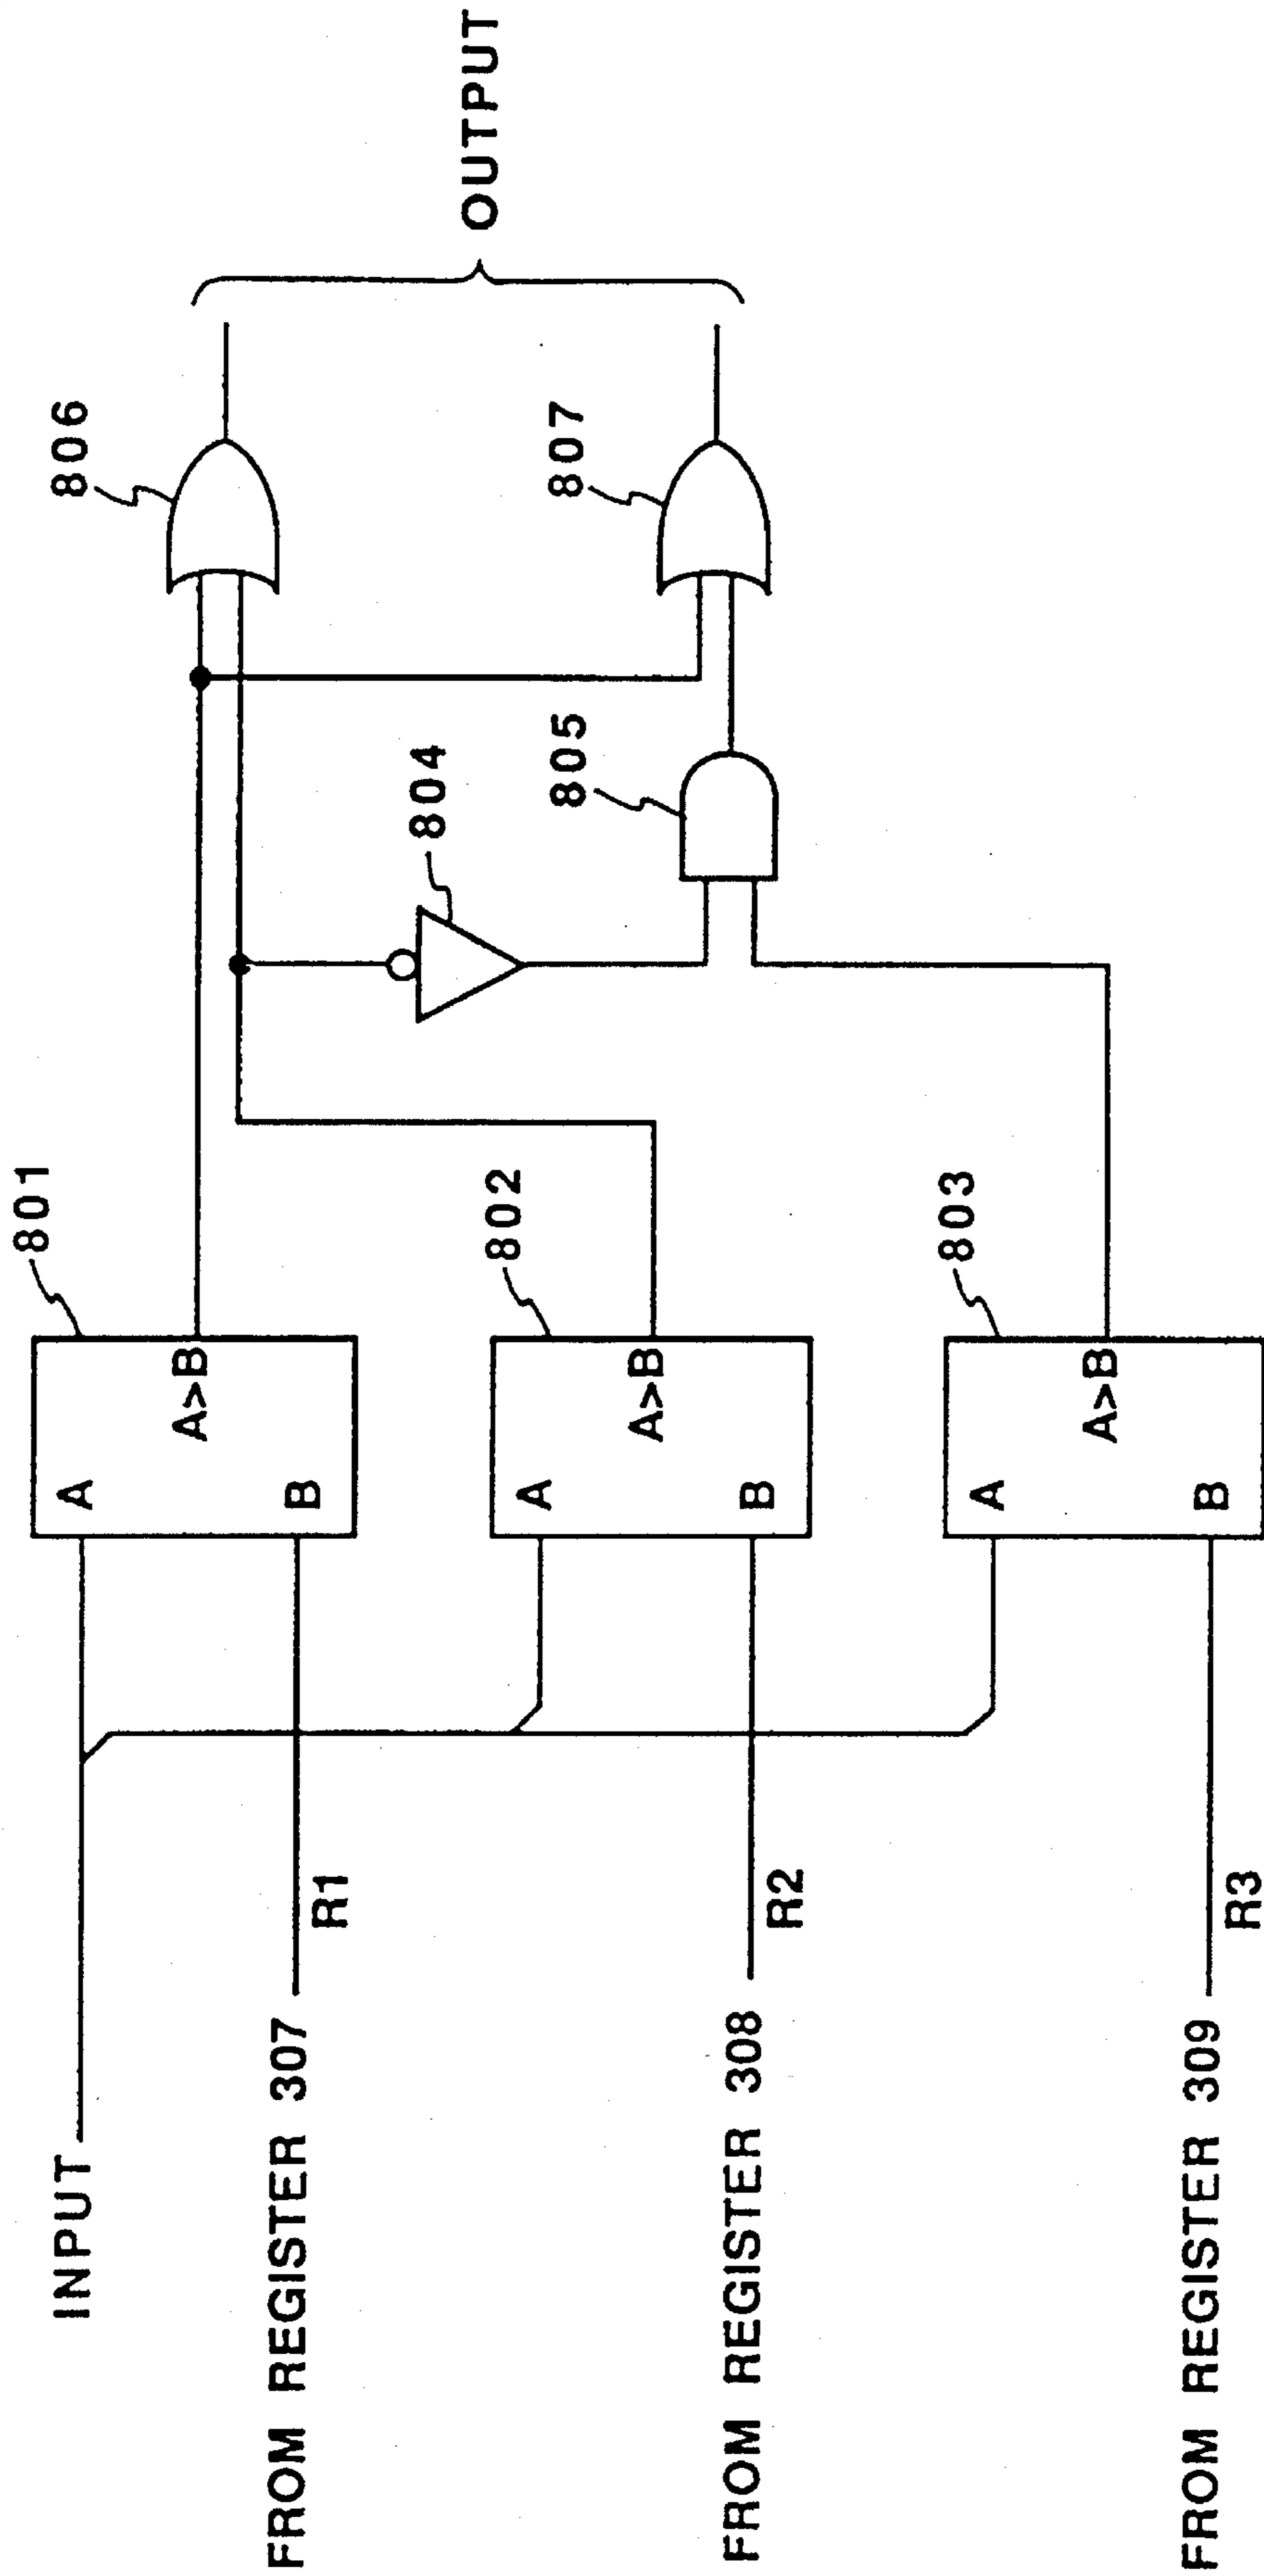 INPUT
FROM REGISTER 307
R1
FROM REGISTER 308
R2
FROM REGISTER 309
R3
801
A
B
A>B
802
A
B
A>B
803
A
B
A>B
804
805
806
807
OUTPUT